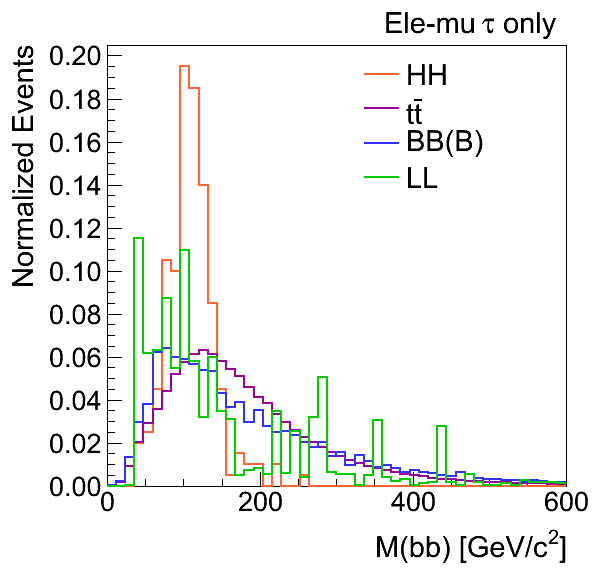 Ele-mu τ only
Normalized Events
0.20
0.18
0.16
0.14
0.12
0.10
0.08
0.06
0.04
0.02
0.00
HH
tt̄
BB(B)
LL
0
200
400
600
M(bb) [GeV/c²]